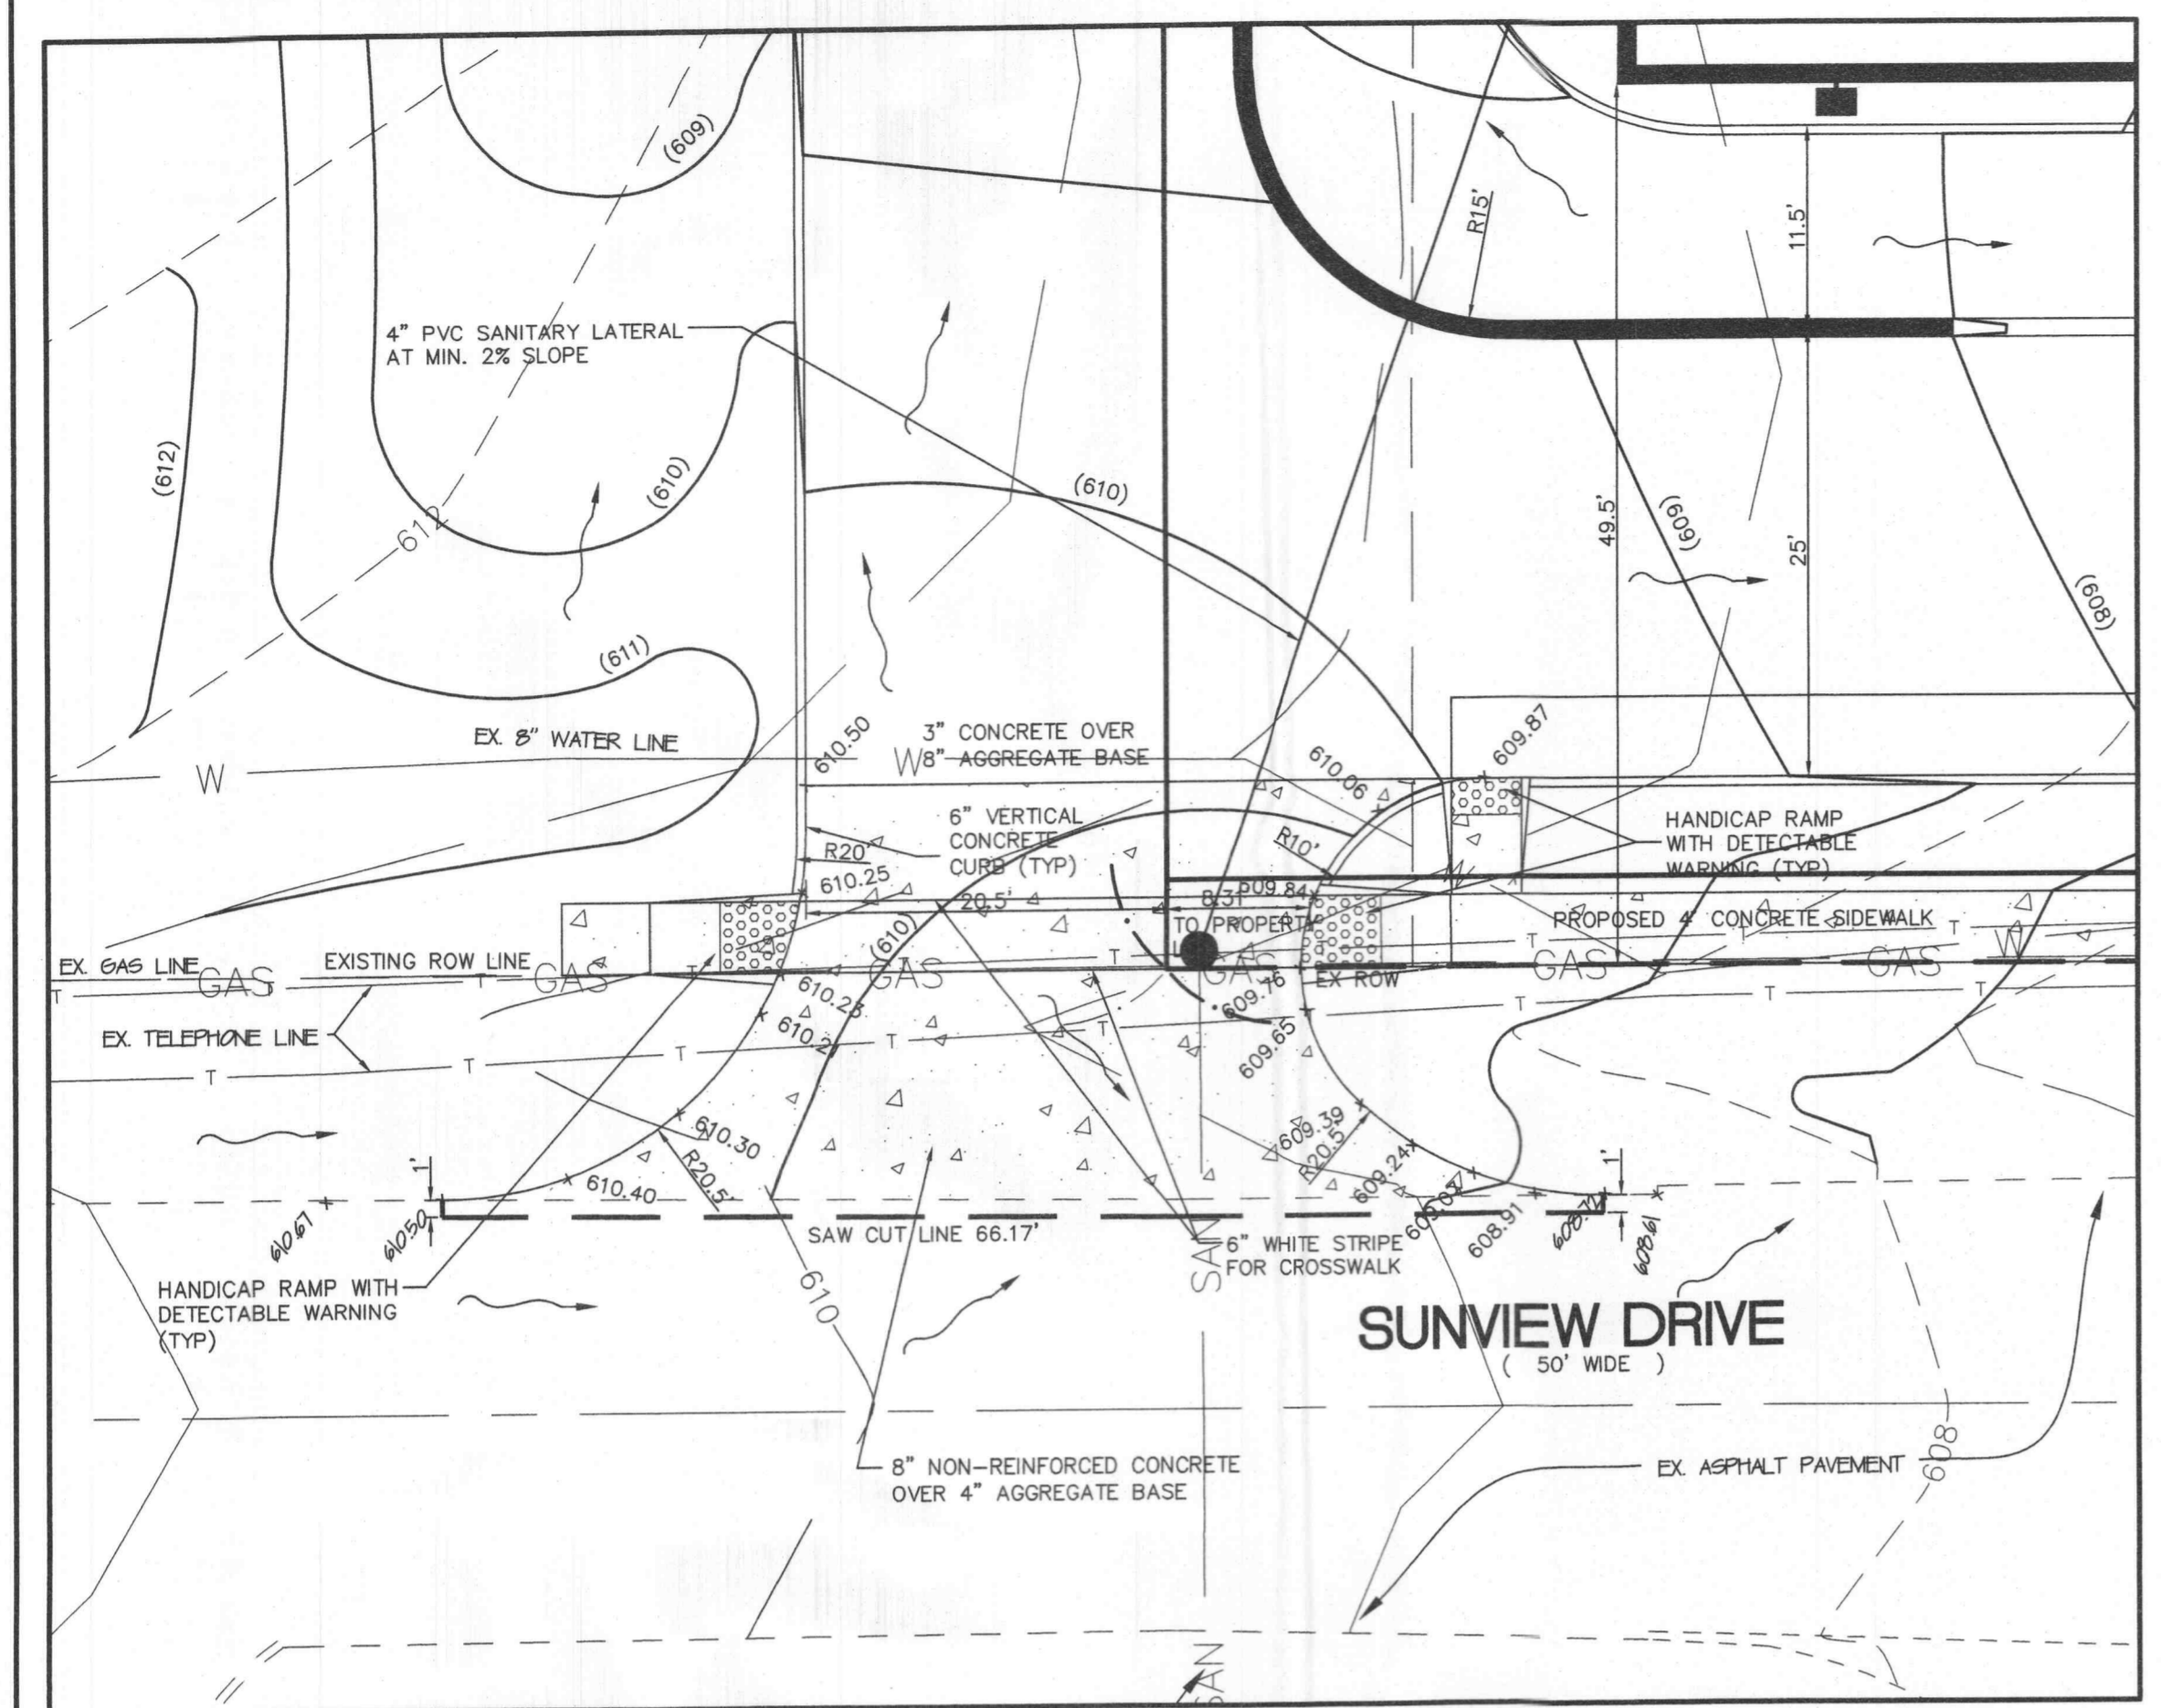 (609)
R15'
11.5'
4" PVC SANITARY LATERAL
AT MIN. 2% SLOPE
(612)
(610)
(610)
612
49.5'
(609)
25'
(608)
(611)
EX. 8" WATER LINE
W
610.50
3" CONCRETE OVER
W
8" AGGREGATE BASE
610.06
609.87
6" VERTICAL
CONCRETE
CURB (TYP)
R20'
R10'
HANDICAP RAMP
WITH DETECTABLE
WARNING (TYP)
W
610.25
20.5'
8.31'
609.84
TO PROPERTY
PROPOSED 4' CONCRETE SIDEWALK
(610)
EX. GAS LINE
EXISTING ROW LINE
T
T
W
GAS
GAS
GAS
GAS
GAS
GAS
EX ROW
T
T
T
T
T
T
610.23
609.76
EX. TELEPHONE LINE
610.21
609.65
T
T
T
T
T
610.30
609.39
R20.5'
R20.5'
1'
1'
610.40
609.24
610.67
610.50
SAW CUT LINE 66.17'
608.91
608.72
608.61
SAN
6" WHITE STRIPE
FOR CROSSWALK
HANDICAP RAMP WITH
DETECTABLE WARNING
(TYP)
610
SUNVIEW DRIVE
( 50' WIDE )
8" NON-REINFORCED CONCRETE
OVER 4" AGGREGATE BASE
EX. ASPHALT PAVEMENT
608
SAN